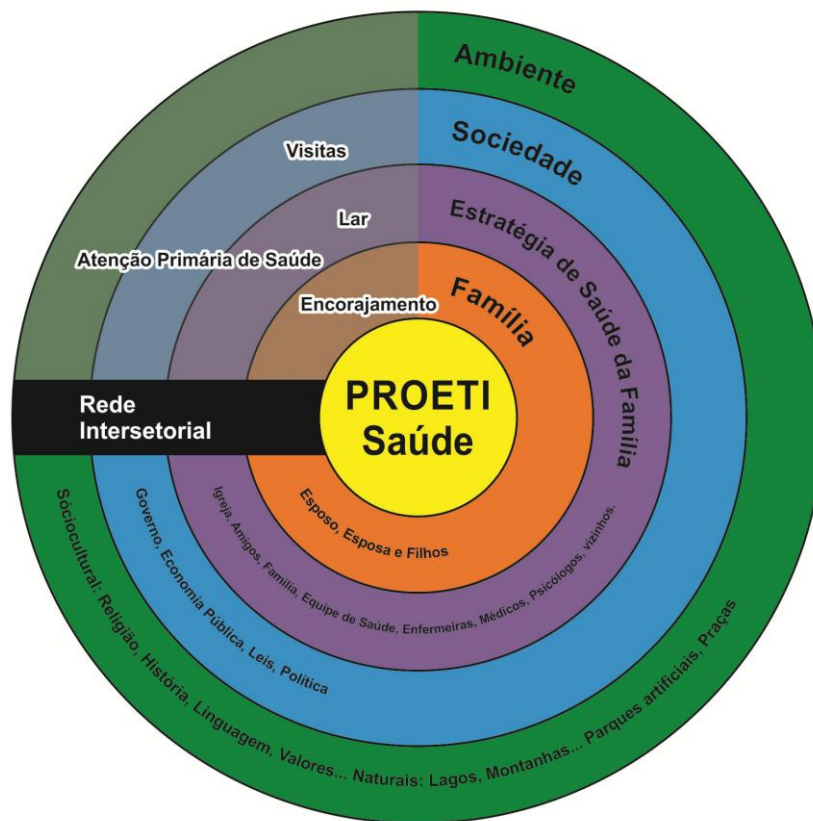 Ambiente
Sociedade
Visitas
Estratégia de Saúde da Família
Lar
Atenção Primária de Saúde
Família
Encorajamento
PROETI
Saúde
Rede
Intersetorial
Esposo, Esposa e Filhos
Igreja, Amigos, Família, Equipe de Saúde, Enfermeiras, Médicos, Psicólogos, vizinhos.
Governo, Economia Pública, Leis, Política
Sóciocultural: Religião, História, Linguagem, Valores... Naturais: Lagos, Montanhas... Parques artificiais, Praças